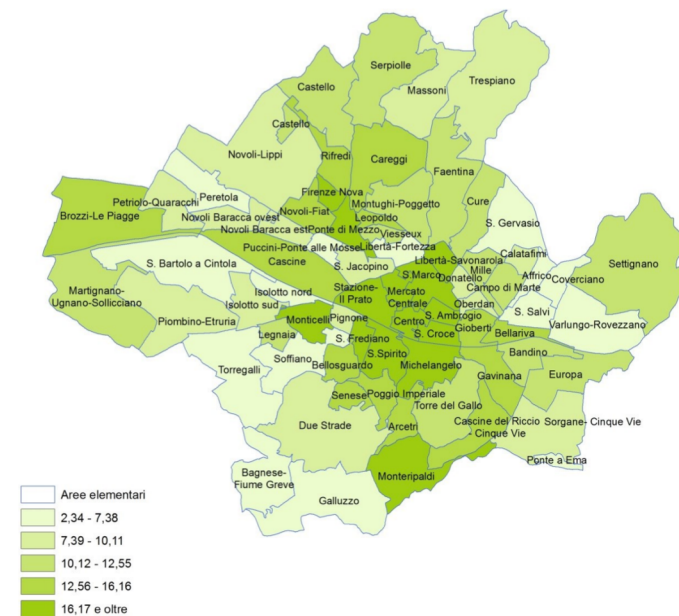 Serpiolle
Trespiano
Massoni
Castello
Castello
Rifredi
Careggi
Novoli-Lippi
Faentina
Firenze Nova
Montughi-Poggetto
Cure
Petriolo-Quaracchi
Peretola
Brozzi-Le Piagge
Novoli-Fiat
Leopoldo
Novoli Baracca ovest
S. Gervasio
Novoli Baracca est
Ponte di Mezzo
Viesseux
Puccini-Ponte alle Mosse
Libertà-Fortezza
Calatafimi
Settignano
S. Bartolo a Cintola
Cascine
S. Jacopino
Libertà-Savonarola
Mille
S.Marco
Donatello
Affrico
Coverciano
Martignano-
Ugnano-Sollicciano
Isolotto nord
Stazione-
Il Prato
Mercato
Centrale
Campo di Marte
Isolotto sud
Oberdan
S. Salvi
Piombino-Etruria
Monticelli
Pignone
Centro
S. Ambrogio
Gioberti
Varlungo-Rovezzano
Legnaia
S. Frediano
S. Croce
Bellariva
Soffiano
S.Spirito
Bandino
Torregalli
Bellosguardo
Michelangelo
Gavinana
Europa
Senese
Poggio Imperiale
Torre del Gallo
Due Strade
Arcetri
Cascine del Riccio
- Cinque Vie
Sorgane- Cinque Vie
Ponte a Ema
Bagnese-
Fiume Greve
Monteripaldi
Galluzzo
Aree elementari
2,34 - 7,38
7,39 - 10,11
10,12 - 12,55
12,56 - 16,16
16,17 e oltre